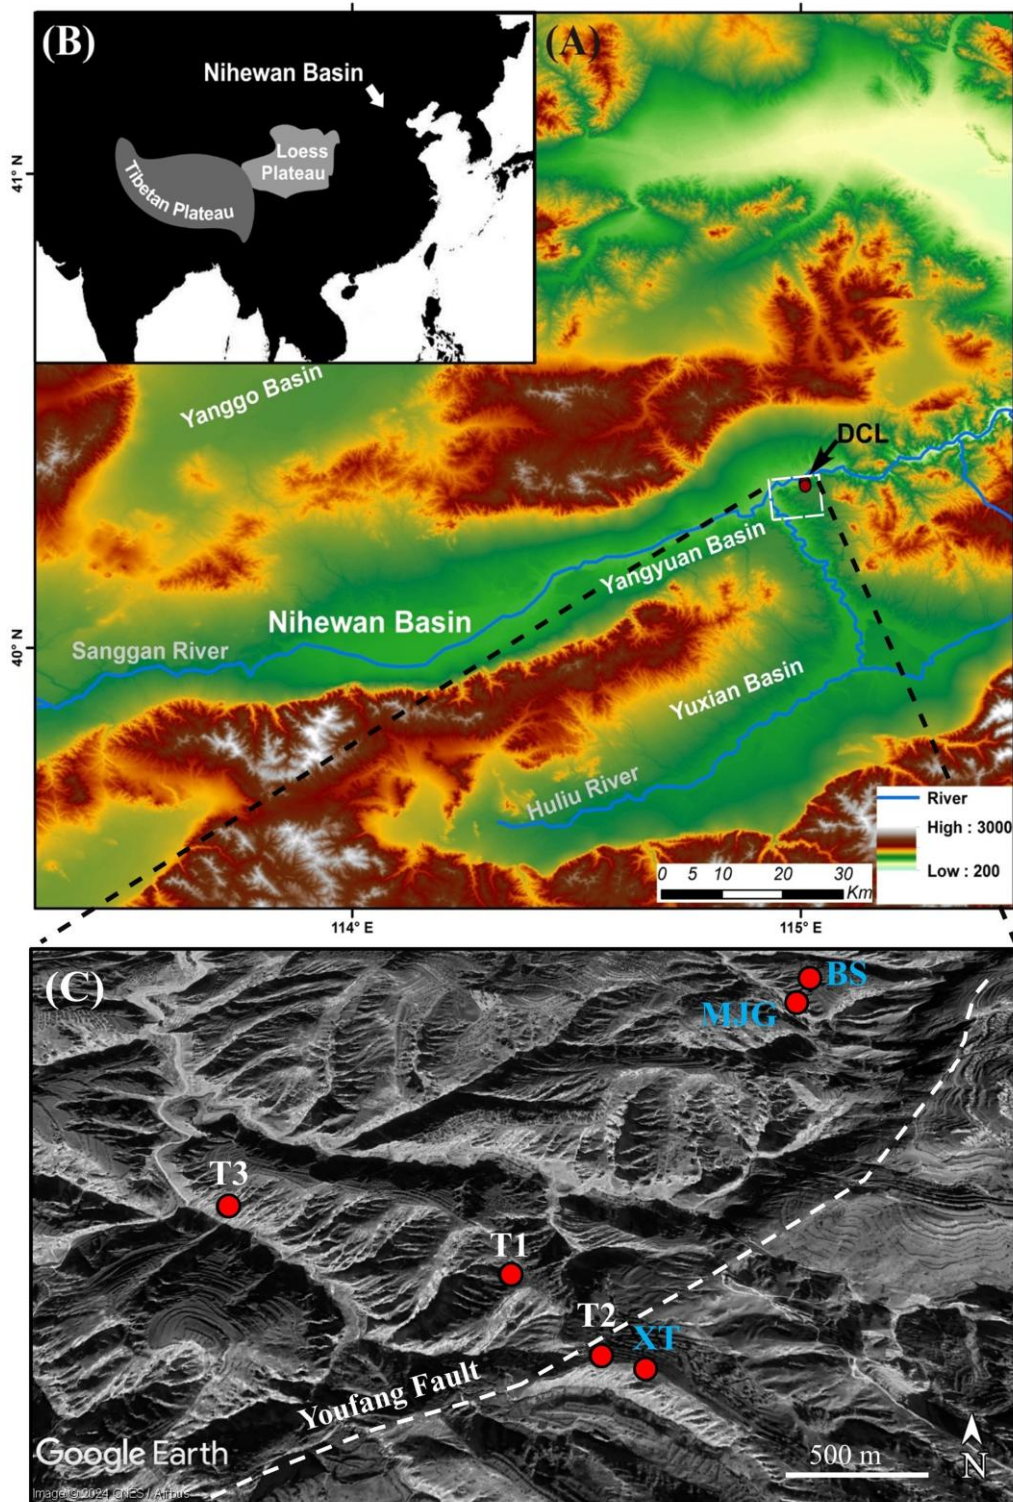 (B)
Nihewan Basin
Loess
Plateau
Tibetan Plateau
(A)
41° N
Yanggo Basin
DCL
Yangyuan Basin
Nihewan Basin
40° N
Sanggan River
Yuxian Basin
Huliu River
River
High : 3000
Low : 200
0 5 10 20 30
Km
114° E
115° E
(C)
BS
MJG
T3
T1
T2
XT
Youfang Fault
Google Earth
Image © 2024 CNES / Airbus
500 m
N